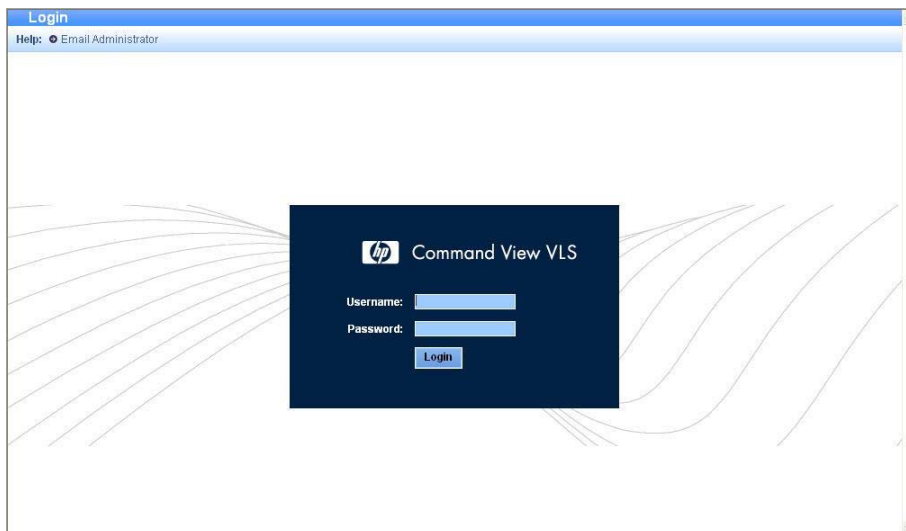 Login
Help: Email Administrator
hp Command View VLS
Username:
Password:
Login